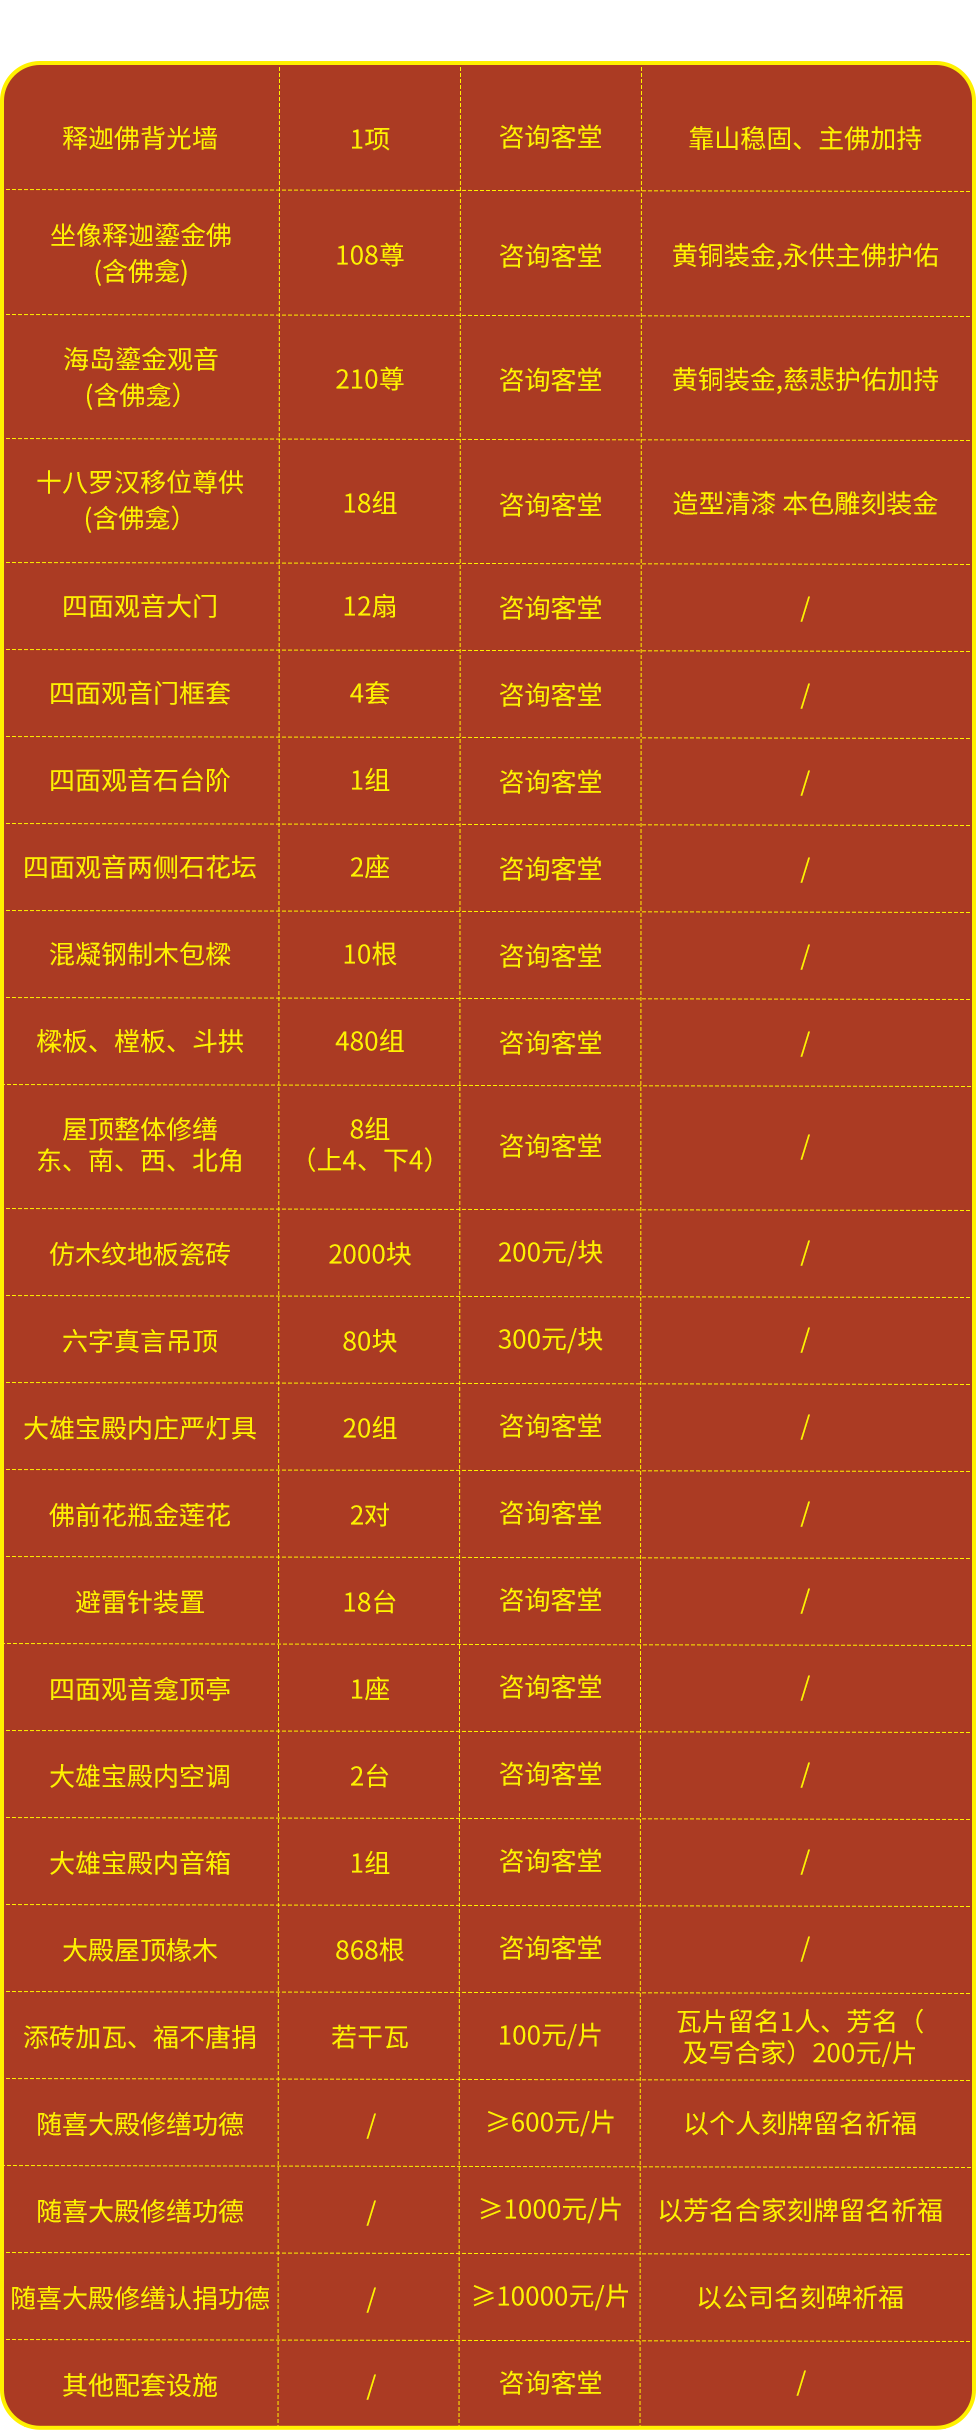 释迦佛背光墙 1项 咨询客堂 靠山稳固、主佛加持
坐像释迦鎏金佛
(含佛龛) 108尊 咨询客堂 黄铜装金,永供主佛护佑
海岛鎏金观音
(含佛龛） 210尊 咨询客堂 黄铜装金,慈悲护佑加持
十八罗汉移位尊供
(含佛龛） 18组 咨询客堂 造型清漆 本色雕刻装金
四面观音大门 12扇 咨询客堂 /
四面观音门框套 4套 咨询客堂 /
四面观音石台阶 1组 咨询客堂 /
四面观音两侧石花坛 2座 咨询客堂 /
混凝钢制木包樑 10根 咨询客堂 /
樑板、樘板、斗拱 480组 咨询客堂 /
屋顶整体修缮 8组
东、南、西、北角 （上4、下4） 咨询客堂 /
仿木纹地板瓷砖 2000块 200元/块 /
六字真言吊顶 80块 300元/块 /
大雄宝殿内庄严灯具 20组 咨询客堂 /
佛前花瓶金莲花 2对 咨询客堂 /
避雷针装置 18台 咨询客堂 /
四面观音龛顶亭 1座 咨询客堂 /
大雄宝殿内空调 2台 咨询客堂 /
大雄宝殿内音箱 1组 咨询客堂 /
大殿屋顶椽木 868根 咨询客堂 /
添砖加瓦、福不唐捐 若干瓦 100元/片 瓦片留名1人、芳名（
及写合家）200元/片
随喜大殿修缮功德 / ≥600元/片 以个人刻牌留名祈福
随喜大殿修缮功德 / ≥1000元/片 以芳名合家刻牌留名祈福
随喜大殿修缮认捐功德 / ≥10000元/片 以公司名刻碑祈福
其他配套设施 / 咨询客堂 /